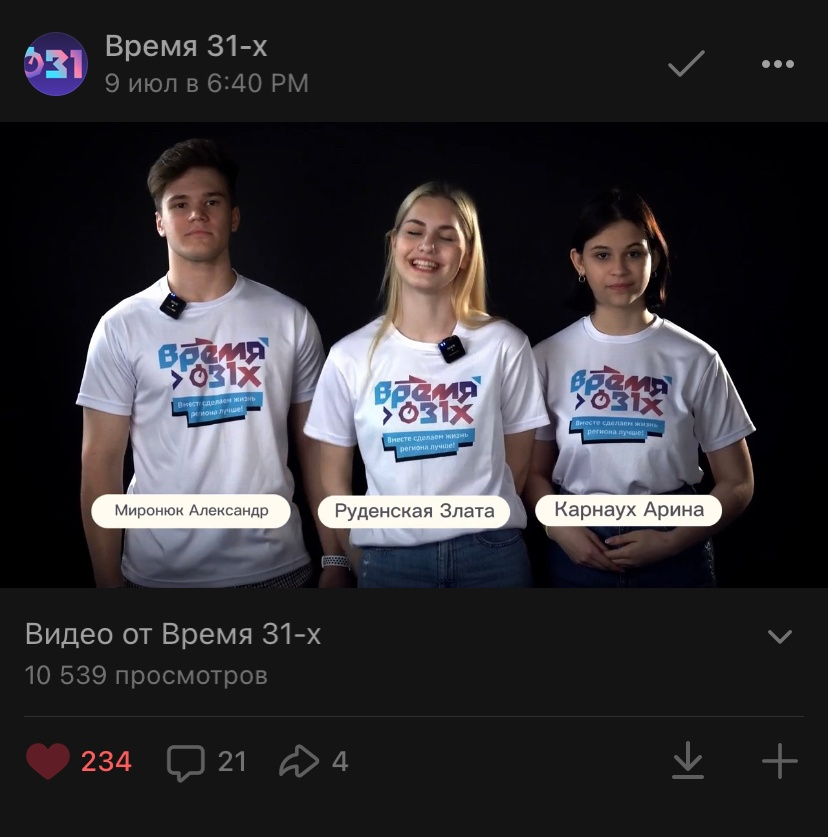 031
Время 31-х
9 июл в 6:40 PM
Время
031х
Вместе сделаем жизнь
региона лучше!
Время
031х
Вместе сделаем жизнь
региона лучше!
Время
031х
Вместе сделаем жизнь
региона лучше!
Миронюк Александр
Руденская Злата
Карнаух Арина
Видео от Время 31-х
10 539 просмотров
234
21
4